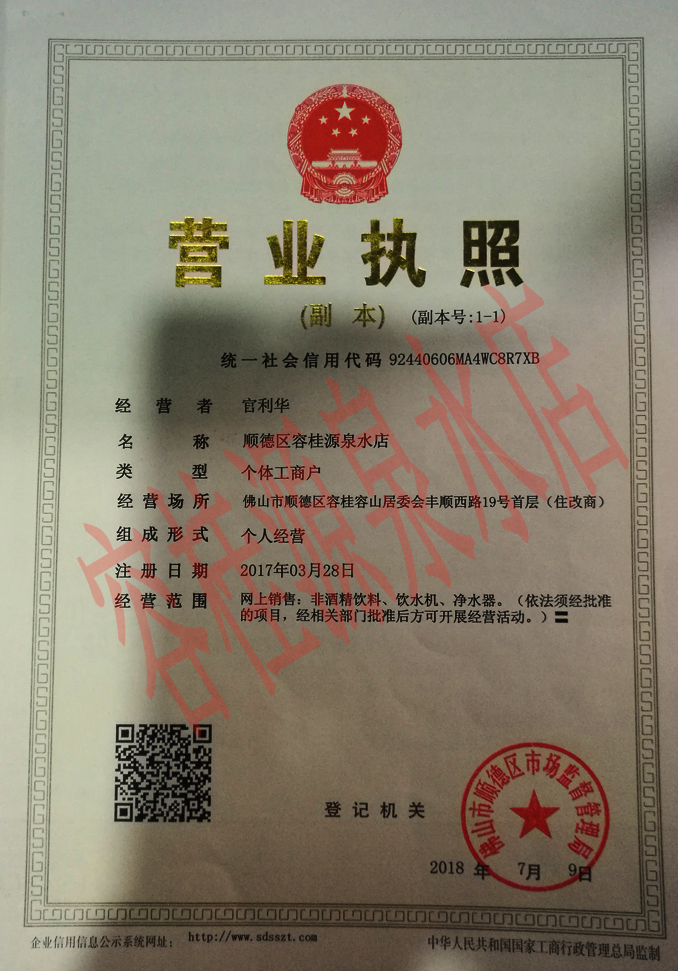 营业执照
(副 本) (副本号:1-1)
统一社会信用代码 92440606MA4WC8R7XB
经营者 官利华
名称 顺德区容桂源泉水店
类型 个体工商户
经营场所 佛山市顺德区容桂容山居委会丰顺西路19号首层（住改商）
组成形式 个人经营
注册日期 2017年03月28日
经营范围 网上销售：非酒精饮料、饮水机、净水器。（依法须经批准
的项目，经相关部门批准后方可开展经营活动。）〓
容桂源泉水店
登记机关
佛山市顺德区市场监督管理局
2018 年 7月 9日
企业信用信息公示系统网址： http://www.sdsszt.com
中华人民共和国国家工商行政管理总局监制